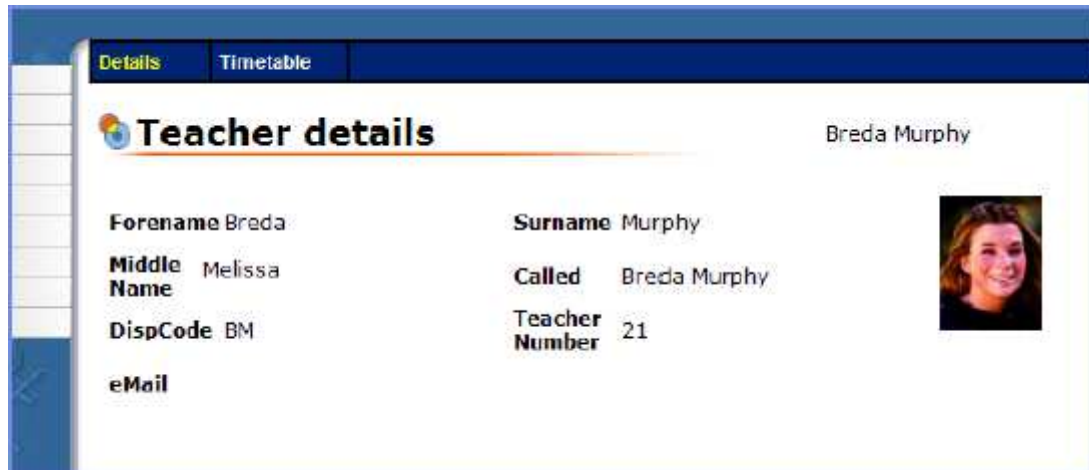 Details Timetable
Teacher details Breda Murphy
Forename Breda Surname Murphy
Middle Name Melissa Called Breda Murphy
DispCode BM Teacher Number 21
eMail